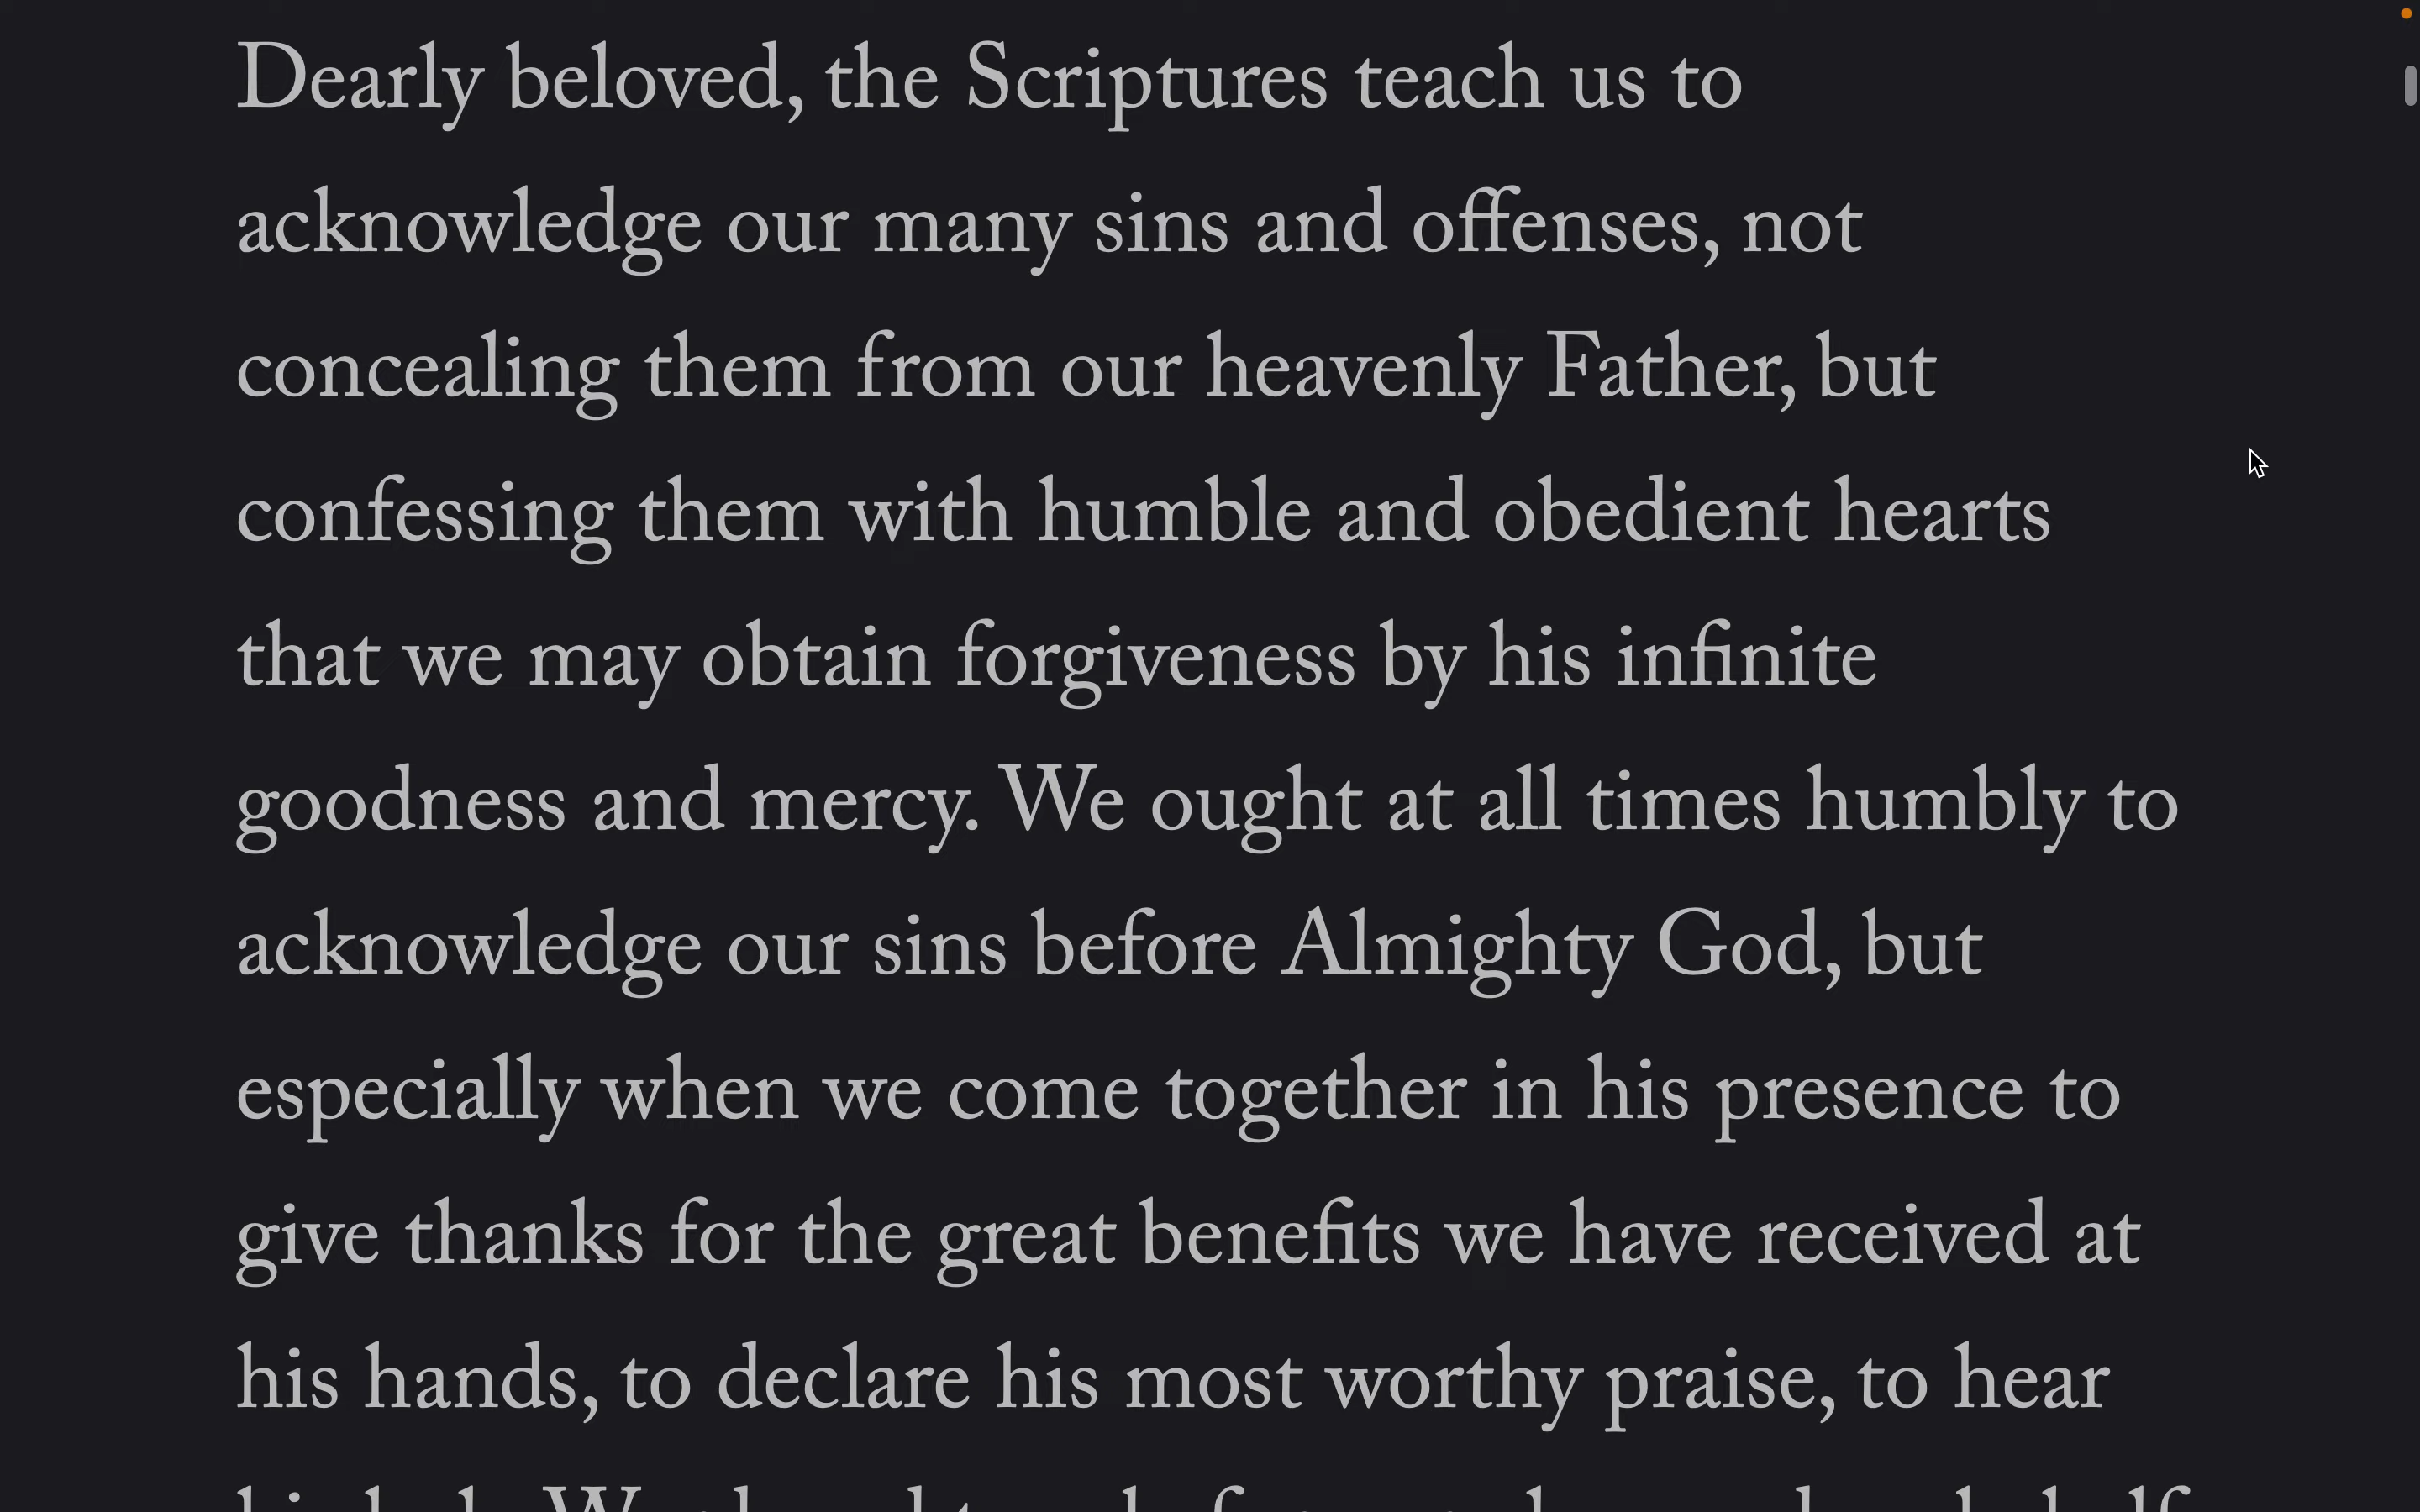 Dearly beloved, the Scriptures teach us to
acknowledge our many sins and offenses, not
concealing them from our heavenly Father, but
confessing them with humble and obedient hearts
that we may obtain forgiveness by his infinite
goodness and mercy. We ought at all times humbly to
acknowledge our sins before Almighty God, but
especially when we come together in his presence to
give thanks for the great benefits we have received at
his hands, to declare his most worthy praise, to hear